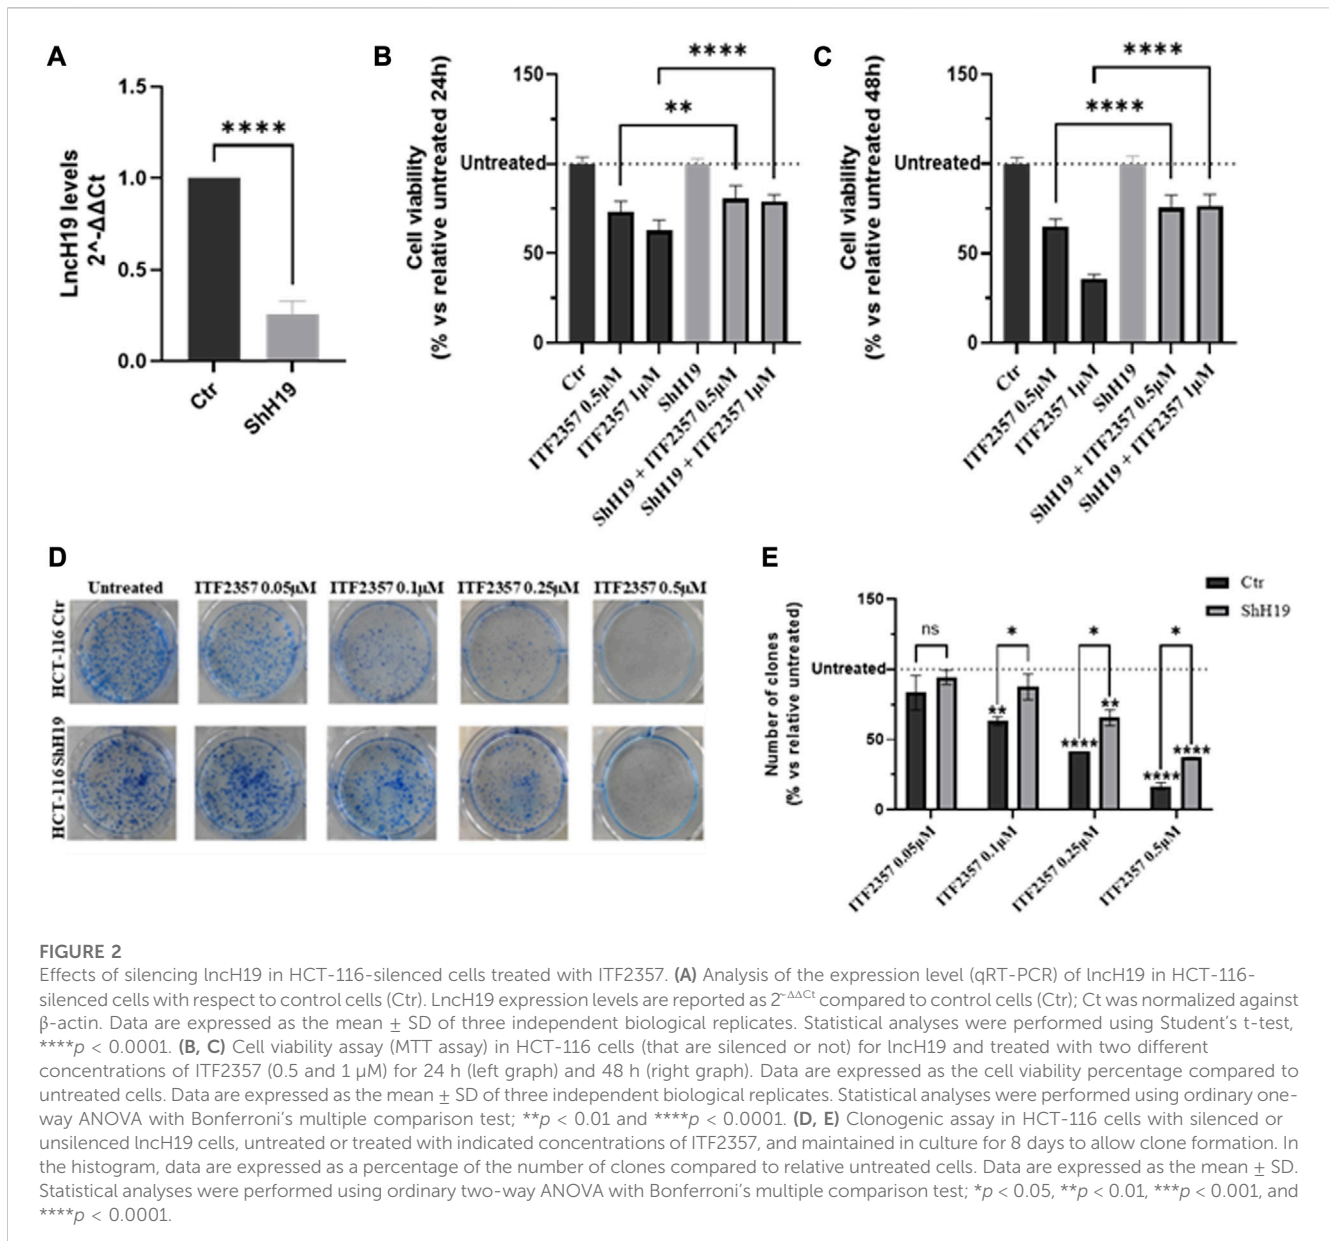 A
LncH19 levels
2^-ΔΔCt
1.5
1.0
0.5
0.0
****
Ctr
ShH19
B
Cell viability
(% vs relative untreated 24h)
150
Untreated
50
0
****
**
Ctr
ITF2357 0.5µM
ITF2357 1µM
ShH19
ShH19 + ITF2357 0.5µM
ShH19 + ITF2357 1µM
C
Cell viability
(% vs relative untreated 48h)
150
Untreated
50
0
****
****
Ctr
ITF2357 0.5µM
ITF2357 1µM
ShH19
ShH19 + ITF2357 0.5µM
ShH19 + ITF2357 1µM
D
Untreated ITF2357 0.05µM ITF2357 0.1µM ITF2357 0.25µM ITF2357 0.5µM
HCT-116 Ctr
HCT-116 ShH19
E
Ctr
ShH19
Number of clones
(% vs relative untreated)
150
Untreated
50
0
ns * * *
** **** ** **** ****
ITF2357 0.05µM
ITF2357 0.1µM
ITF2357 0.25µM
ITF2357 0.5µM
FIGURE 2
Effects of silencing lncH19 in HCT-116-silenced cells treated with ITF2357. (A) Analysis of the expression level (qRT-PCR) of lncH19 in HCT-116-
silenced cells with respect to control cells (Ctr). LncH19 expression levels are reported as 2^-ΔΔCt compared to control cells (Ctr); Ct was normalized against
β-actin. Data are expressed as the mean ± SD of three independent biological replicates. Statistical analyses were performed using Student's t-test,
****p < 0.0001. (B, C) Cell viability assay (MTT assay) in HCT-116 cells (that are silenced or not) for lncH19 and treated with two different
concentrations of ITF2357 (0.5 and 1 µM) for 24 h (left graph) and 48 h (right graph). Data are expressed as the cell viability percentage compared to
untreated cells. Data are expressed as the mean ± SD of three independent biological replicates. Statistical analyses were performed using ordinary one-
way ANOVA with Bonferroni's multiple comparison test; **p < 0.01 and ****p < 0.0001. (D, E) Clonogenic assay in HCT-116 cells with silenced or
unsilenced lncH19 cells, untreated or treated with indicated concentrations of ITF2357, and maintained in culture for 8 days to allow clone formation. In
the histogram, data are expressed as a percentage of the number of clones compared to relative untreated cells. Data are expressed as the mean ± SD.
Statistical analyses were performed using ordinary two-way ANOVA with Bonferroni's multiple comparison test; *p < 0.05, **p < 0.01, ***p < 0.001, and
****p < 0.0001.